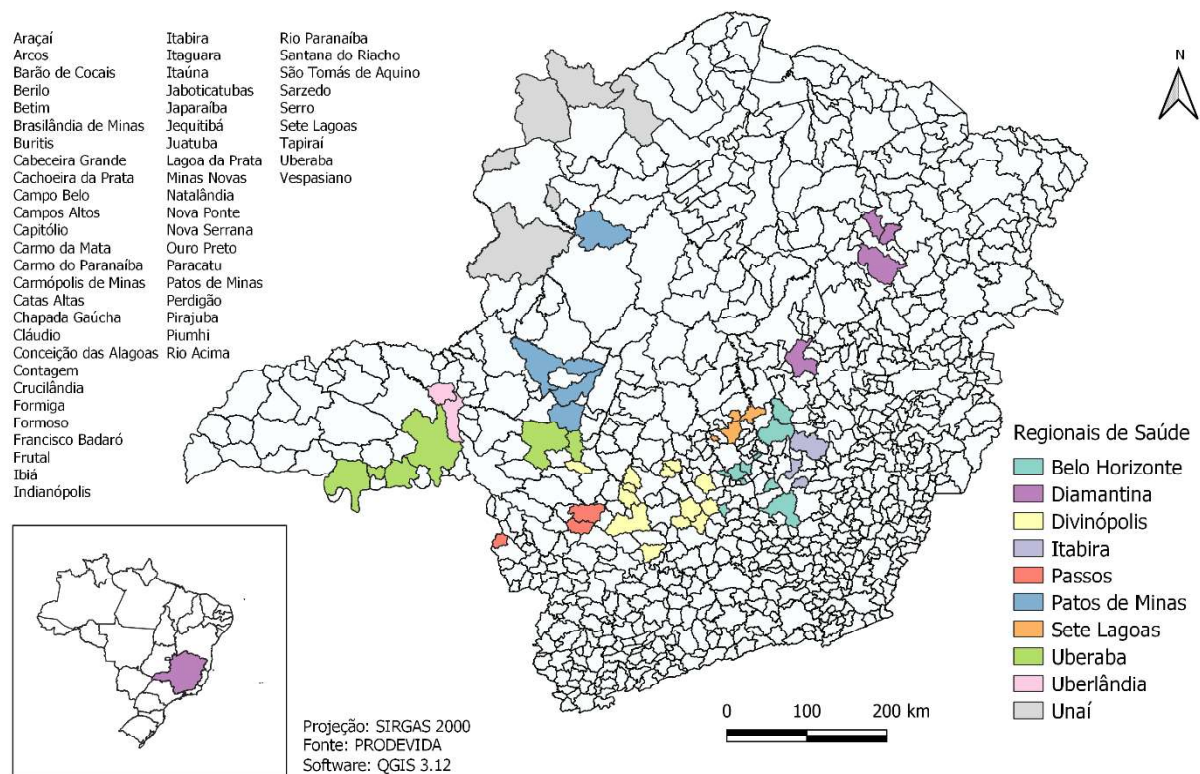 Araçaí
Arcos
Barão de Cocais
Berilo
Betim
Brasilândia de Minas
Buritis
Cabeceira Grande
Cachoeira da Prata
Campo Belo
Campos Altos
Capitólio
Carmo da Mata
Carmo do Paranaíba
Carmópolis de Minas
Catas Altas
Chapada Gaúcha
Cláudio
Conceição das Alagoas
Contagem
Crucilândia
Formiga
Formoso
Francisco Badaró
Frutal
Ibiá
Indianópolis
Itabira
Itaguara
Itaúna
Jaboticatubas
Japaraíba
Jequitibá
Juatuba
Lagoa da Prata
Minas Novas
Natalândia
Nova Ponte
Nova Serrana
Ouro Preto
Paracatu
Patos de Minas
Perdigão
Pirajuba
Piumhi
Rio Acima
Rio Paranaíba
Santana do Riacho
São Tomás de Aquino
Sarzedo
Serro
Sete Lagoas
Tapiraí
Uberaba
Vespasiano
N
Regionais de Saúde
Belo Horizonte
Diamantina
Divinópolis
Itabira
Passos
Patos de Minas
Sete Lagoas
Uberaba
Uberlândia
Unaí
0 100 200 km
Projeção: SIRGAS 2000
Fonte: PRODEVIDA
Software: QGIS 3.12